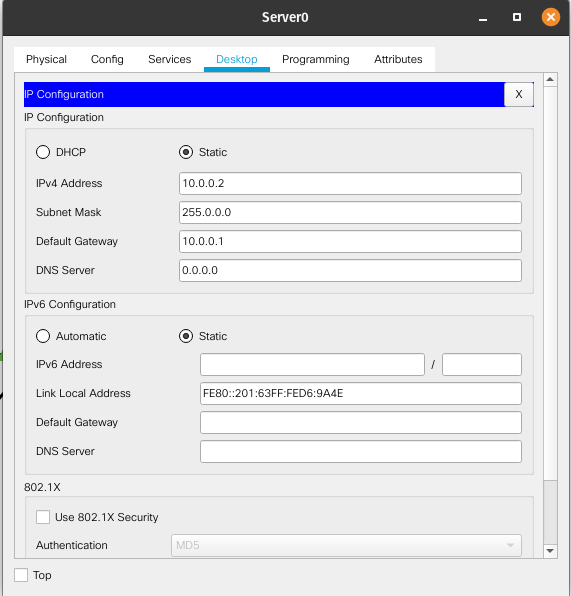 Server0
Physical Config Services Desktop Programming Attributes
IP Configuration X
IP Configuration
DHCP Static
IPv4 Address 10.0.0.2
Subnet Mask 255.0.0.0
Default Gateway 10.0.0.1
DNS Server 0.0.0.0
IPv6 Configuration
Automatic Static
IPv6 Address /
Link Local Address FE80::201:63FF:FED6:9A4E
Default Gateway
DNS Server
802.1X
Use 802.1X Security
Authentication MD5
Top